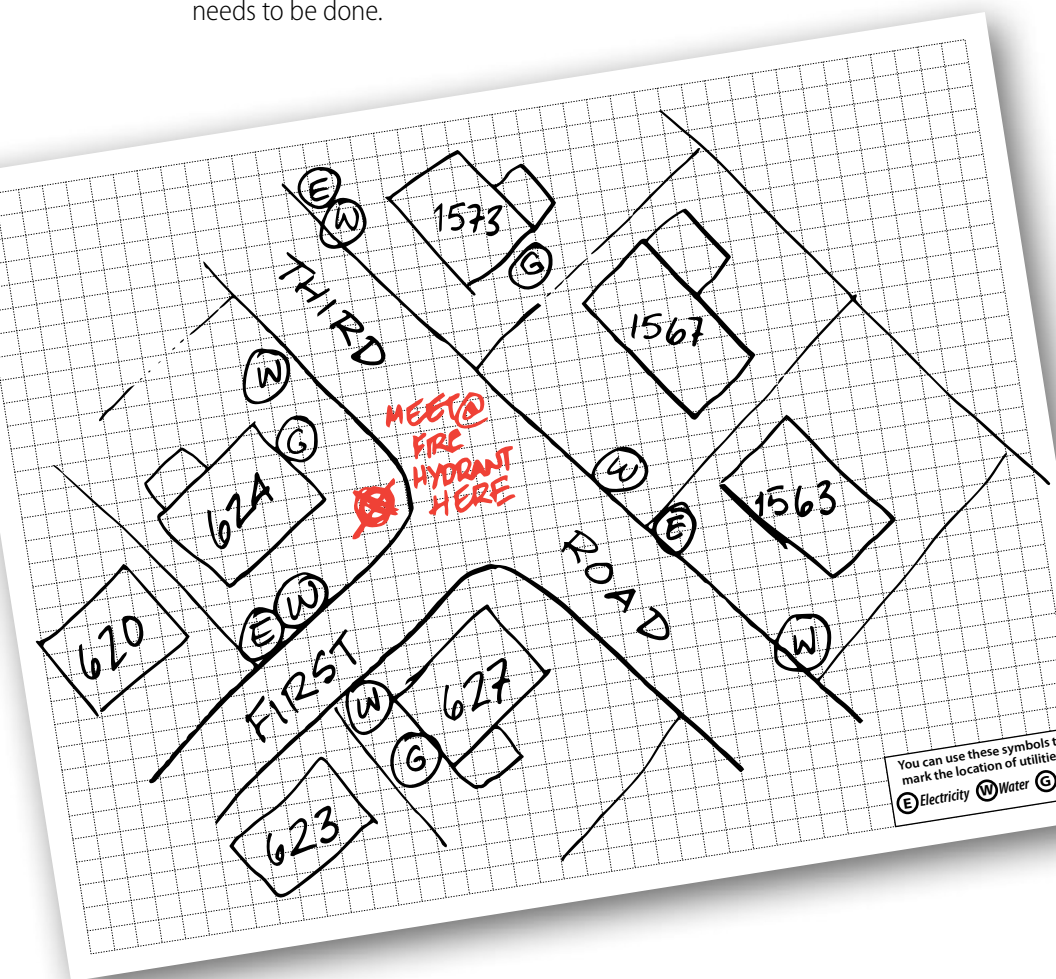 needs to be done.
E
W
1573
G
THIRD
1567
W
MEET@
FIRE
HYDRANT
HERE
G
624
W
1563
E
ROAD
620
E W
W
FIRST
W
627
G
623
You can use these symbols
mark the location of
E Electricity W Water G